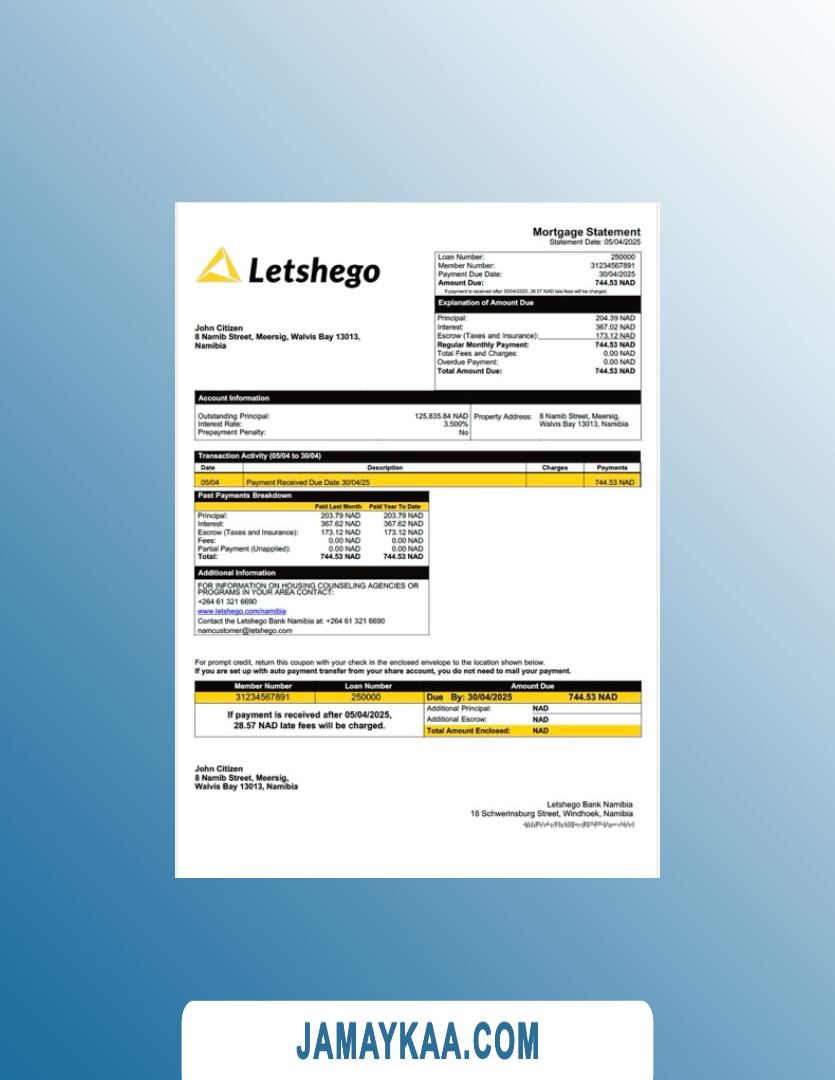 Mortgage Statement
Statement Date: 05/04/2025
Letshego
Loan Number: 250000
Member Number: 31234567891
Payment Due Date: 30/04/2025
Amount Due: 744.53 NAD
If payment is received after 30/04/2025, 28.57 NAD late fees will be charged.
Explanation of Amount Due
Principal: 204.39 NAD
Interest: 367.02 NAD
Escrow (Taxes and Insurance): 173.12 NAD
Regular Monthly Payment: 744.53 NAD
Total Fees and Charges: 0.00 NAD
Overdue Payment: 0.00 NAD
Total Amount Due: 744.53 NAD
John Citizen
8 Namib Street, Meersig, Walvis Bay 13013,
Namibia
Account Information
Outstanding Principal: 125,835.84 NAD
Interest Rate: 3.500%
Prepayment Penalty: No
Property Address: 8 Namib Street, Meersig,
Walvis Bay 13013, Namibia
Transaction Activity (05/04 to 30/04)
Date Description Charges Payments
05/04 Payment Received Due Date 30/04/25 744.53 NAD
Past Payments Breakdown
Paid Last Month Paid Year To Date
Principal: 203.79 NAD 203.79 NAD
Interest: 367.62 NAD 367.62 NAD
Escrow (Taxes and Insurance): 173.12 NAD 173.12 NAD
Fees: 0.00 NAD 0.00 NAD
Partial Payment (Unapplied): 0.00 NAD 0.00 NAD
Total: 744.53 NAD 744.53 NAD
Additional Information
FOR INFORMATION ON HOUSING COUNSELING AGENCIES OR
PROGRAMS IN YOUR AREA CONTACT:
+264 61 321 6690
www.letshego.com/namibia
Contact the Letshego Bank Namibia at: +264 61 321 6690
namcustomer@letshego.com
For prompt credit, return this coupon with your check in the enclosed envelope to the location shown below.
If you are set up with auto payment transfer from your share account, you do not need to mail your payment.
Member Number Loan Number Amount Due
31234567891 250000 Due By: 30/04/2025 744.53 NAD
If payment is received after 05/04/2025,
28.57 NAD late fees will be charged.
Additional Principal: NAD
Additional Escrow: NAD
Total Amount Enclosed: NAD
John Citizen
8 Namib Street, Meersig,
Walvis Bay 13013, Namibia
Letshego Bank Namibia
18 Schwerinsburg Street, Windhoek, Namibia
JAMAYKAA.COM